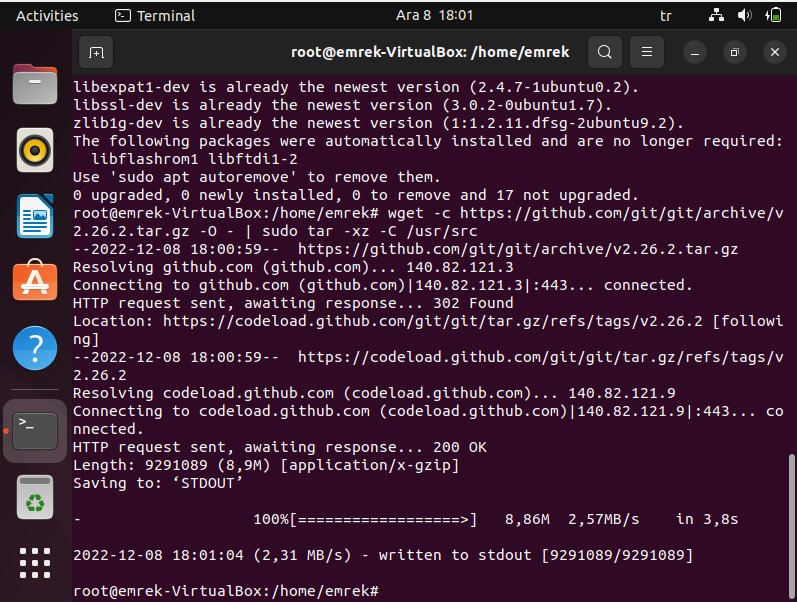 Activities Terminal Ara 8 18:01 tr
root@emrek-VirtualBox: /home/emrek
libexpat1-dev is already the newest version (2.4.7-1ubuntu0.2).
libssl-dev is already the newest version (3.0.2-0ubuntu1.7).
zlib1g-dev is already the newest version (1:1.2.11.dfsg-2ubuntu9.2).
The following packages were automatically installed and are no longer required:
  libflashrom1 libftdi1-2
Use 'sudo apt autoremove' to remove them.
0 upgraded, 0 newly installed, 0 to remove and 17 not upgraded.
root@emrek-VirtualBox:/home/emrek# wget -c https://github.com/git/git/archive/v
2.26.2.tar.gz -O - | sudo tar -xz -C /usr/src
--2022-12-08 18:00:59--  https://github.com/git/git/archive/v2.26.2.tar.gz
Resolving github.com (github.com)... 140.82.121.3
Connecting to github.com (github.com)|140.82.121.3|:443... connected.
HTTP request sent, awaiting response... 302 Found
Location: https://codeload.github.com/git/git/tar.gz/refs/tags/v2.26.2 [followi
ng]
--2022-12-08 18:00:59--  https://codeload.github.com/git/git/tar.gz/refs/tags/v
2.26.2
Resolving codeload.github.com (codeload.github.com)... 140.82.121.9
Connecting to codeload.github.com (codeload.github.com)|140.82.121.9|:443... co
nnected.
HTTP request sent, awaiting response... 200 OK
Length: 9291089 (8,9M) [application/x-gzip]
Saving to: ‘STDOUT’
-                   100%[==================>]   8,86M  2,57MB/s    in 3,8s
2022-12-08 18:01:04 (2,31 MB/s) - written to stdout [9291089/9291089]
root@emrek-VirtualBox:/home/emrek#